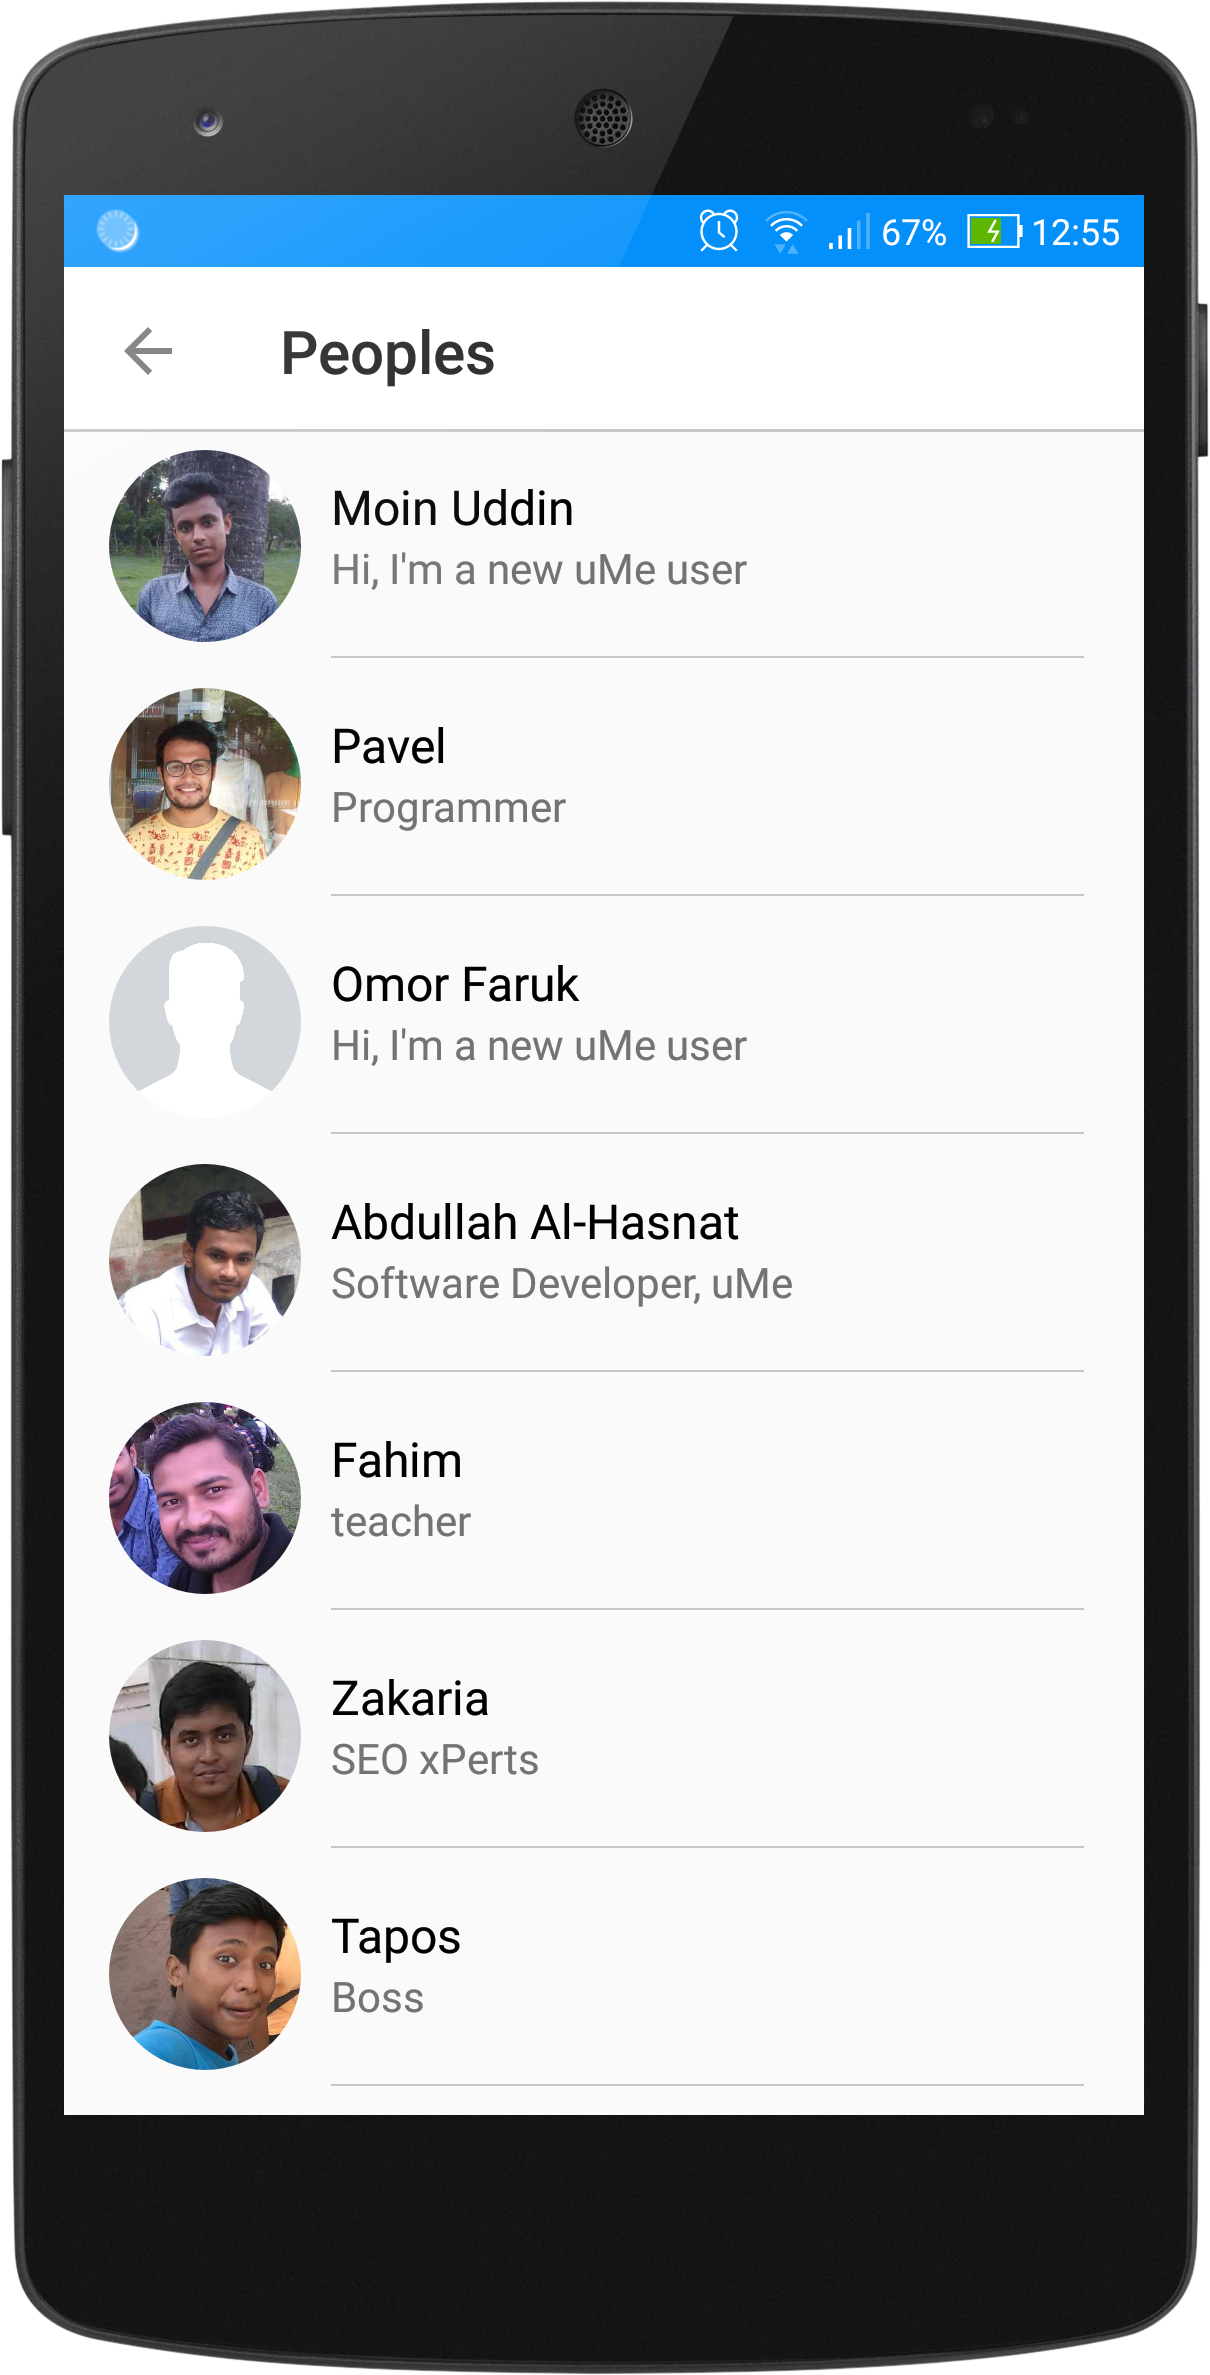 67% 12:55
Peoples
Moin Uddin
Hi, I'm a new uMe user
Pavel
Programmer
Omor Faruk
Hi, I'm a new uMe user
Abdullah Al-Hasnat
Software Developer, uMe
Fahim
teacher
Zakaria
SEO xPerts
Tapos
Boss